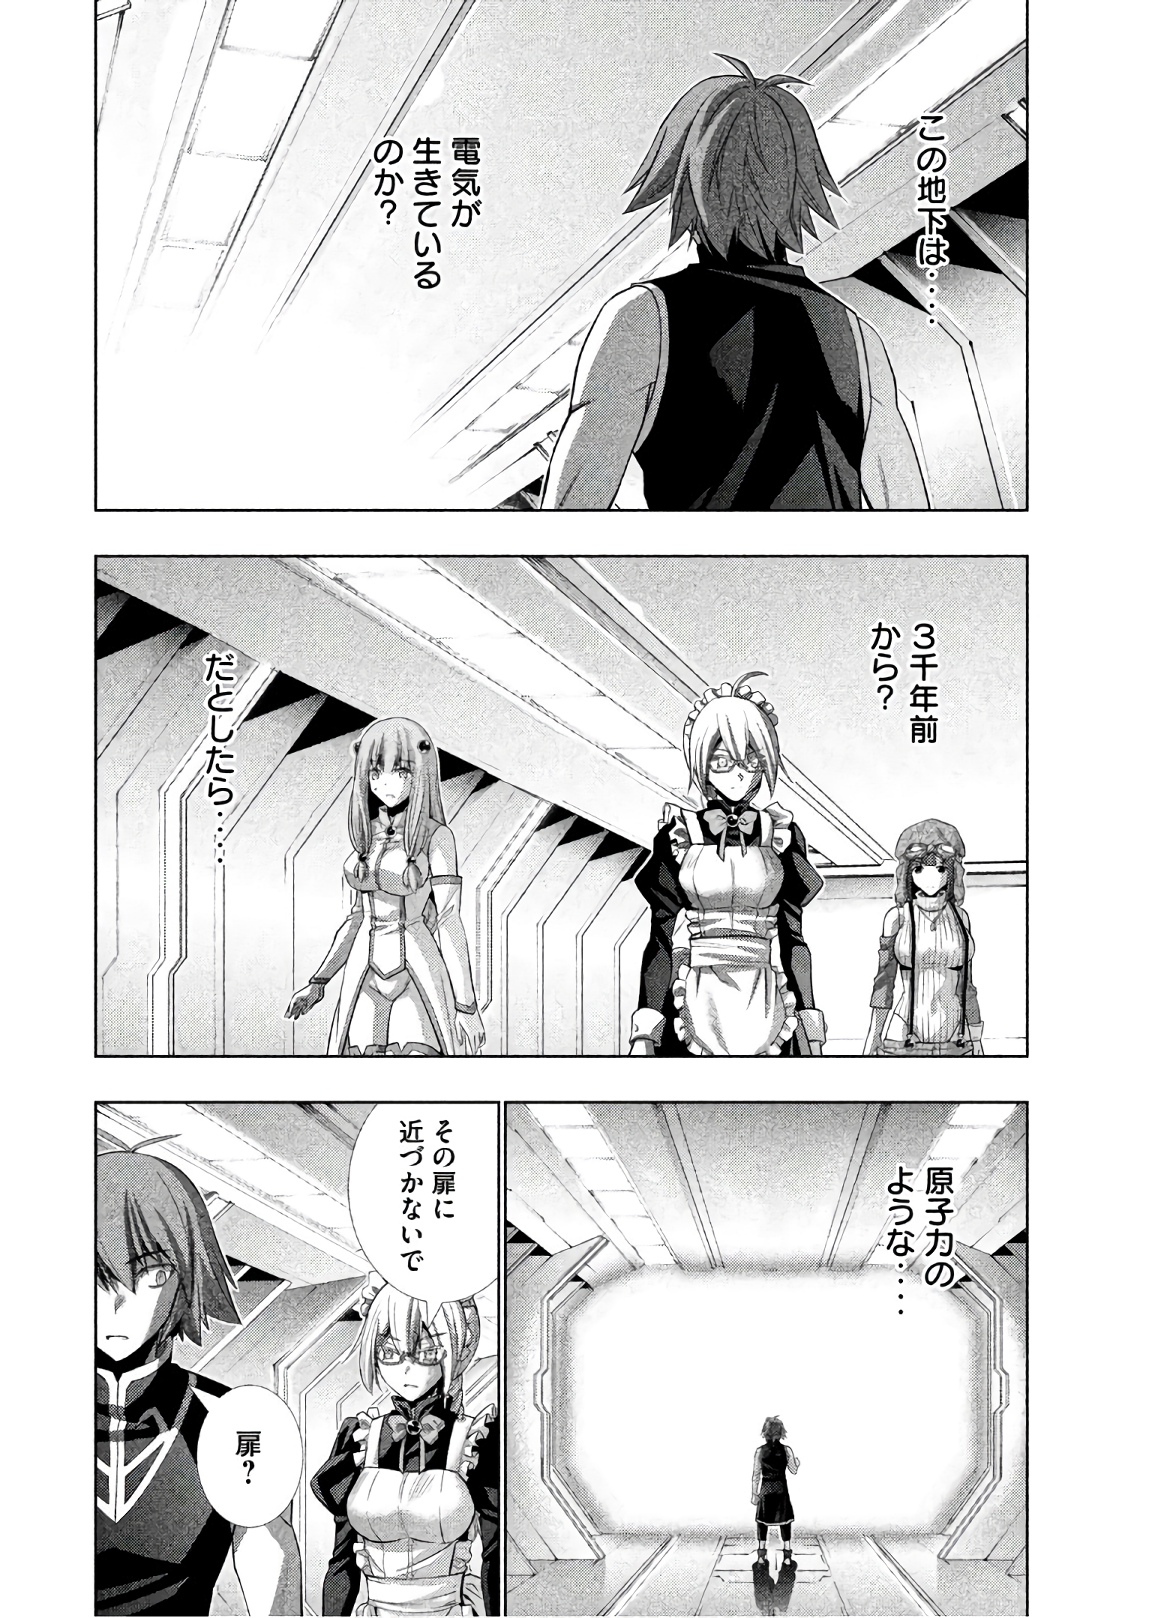 この地下は‥‥
電気が
生きている
のか?
3千年前
から?
だとしたら‥‥
原子力の
ような‥‥
その扉に
近づかないで
扉?